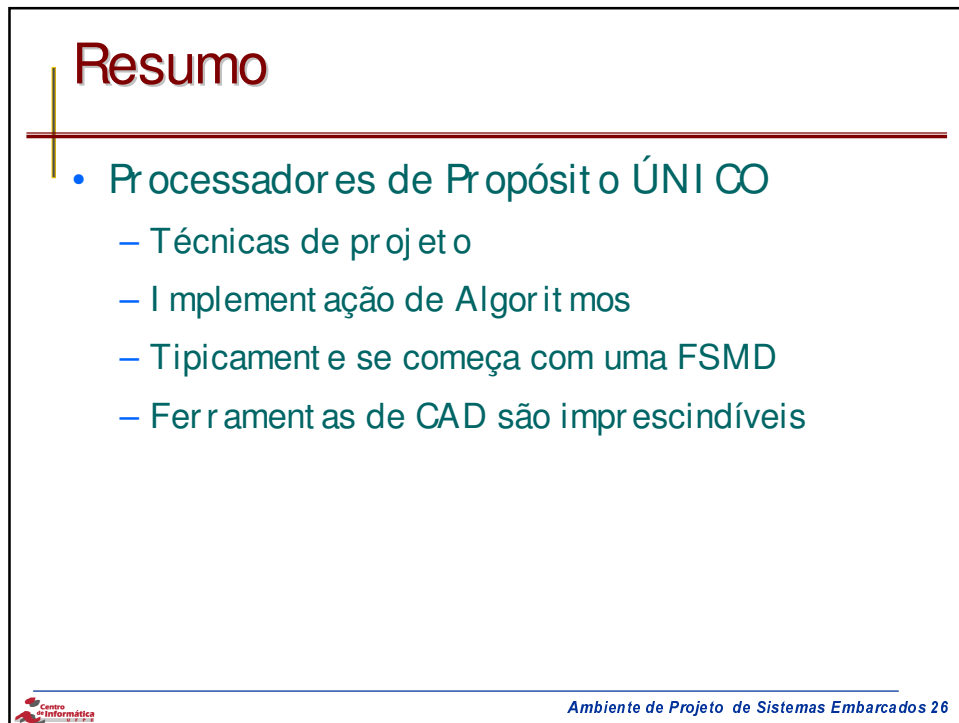 Resumo
• Processadores de Propósito ÚNICO
– Técnicas de projeto
– Implementação de Algoritmos
– Tipicamente se começa com uma FSMD
– Ferramentas de CAD são imprescindíveis
Centro
de Informática
UFPE
Ambiente de Projeto de Sistemas Embarcados 26